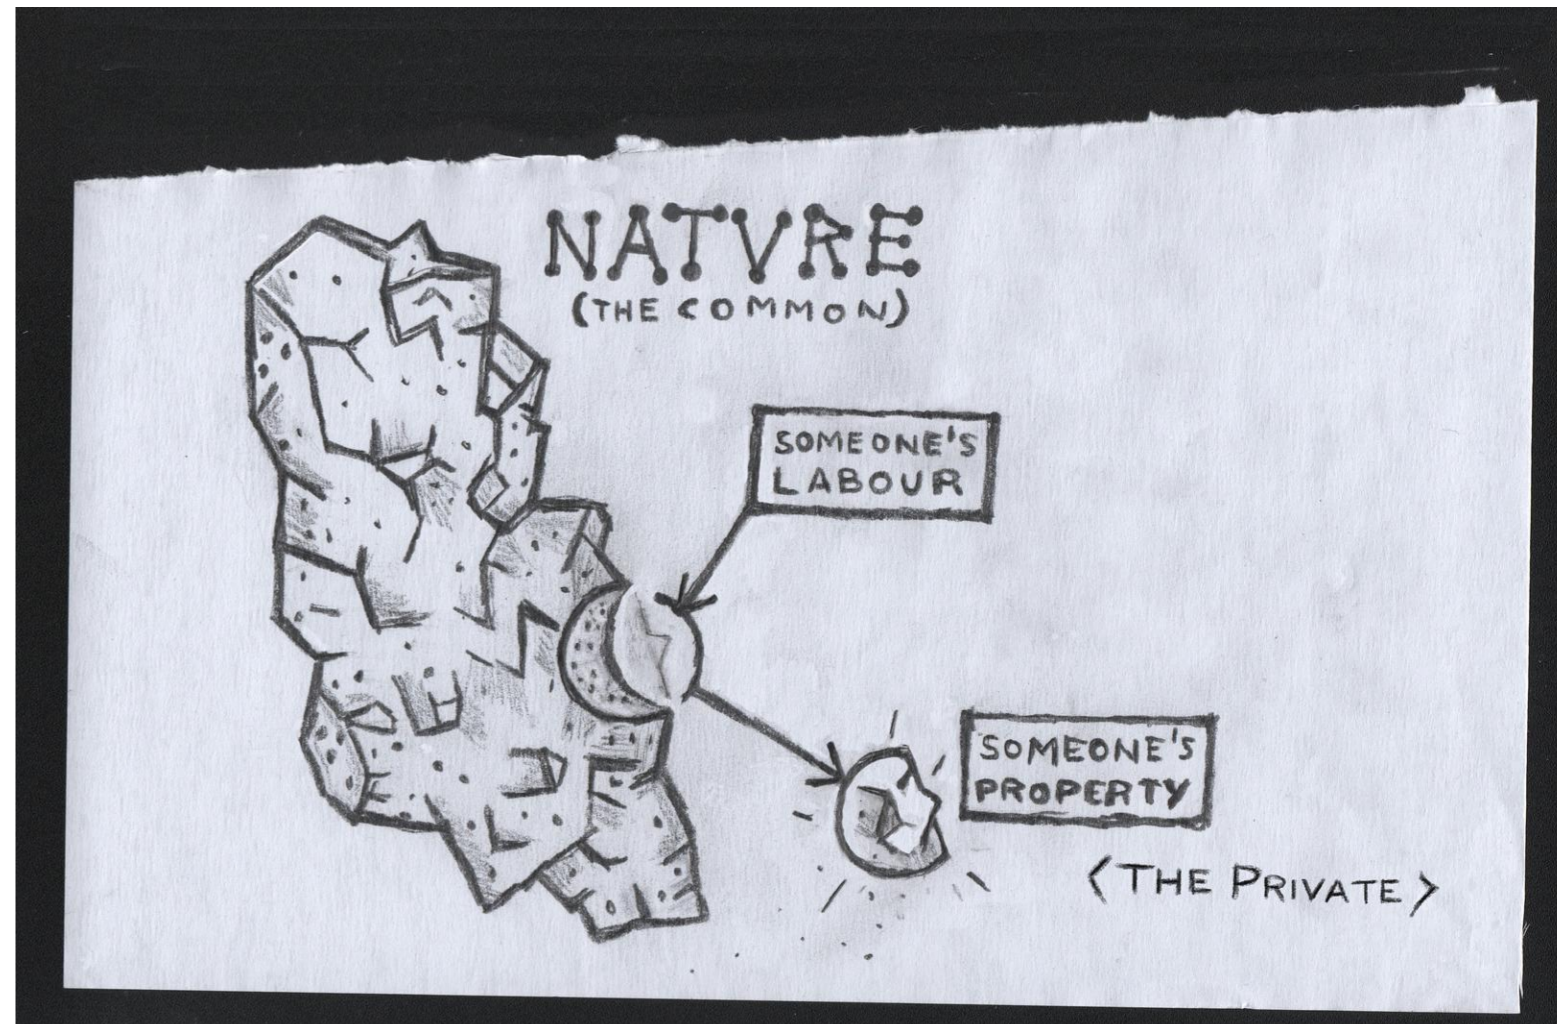 NATVRE
(THE COMMON)
SOMEONE'S
LABOUR
SOMEONE'S
PROPERTY
<THE PRIVATE>